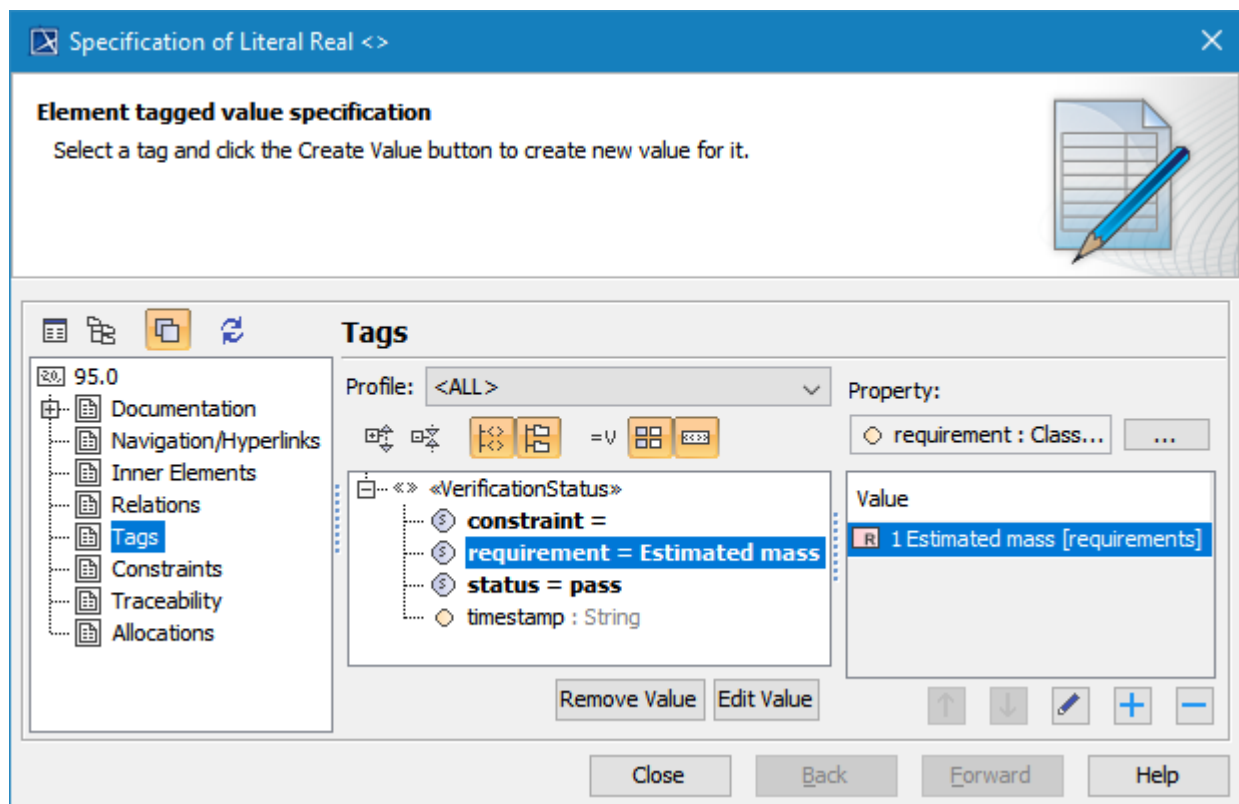 Specification of Literal Real <>
Element tagged value specification
Select a tag and click the Create Value button to create new value for it.
Tags
95.0
Documentation
Navigation/Hyperlinks
Inner Elements
Relations
Tags
Constraints
Traceability
Allocations
Profile: <ALL>
«VerificationStatus»
constraint =
requirement = Estimated mass
status = pass
timestamp : String
Remove Value Edit Value
Property:
requirement : Class... ...
Value
R 1 Estimated mass [requirements]
Close Back Forward Help